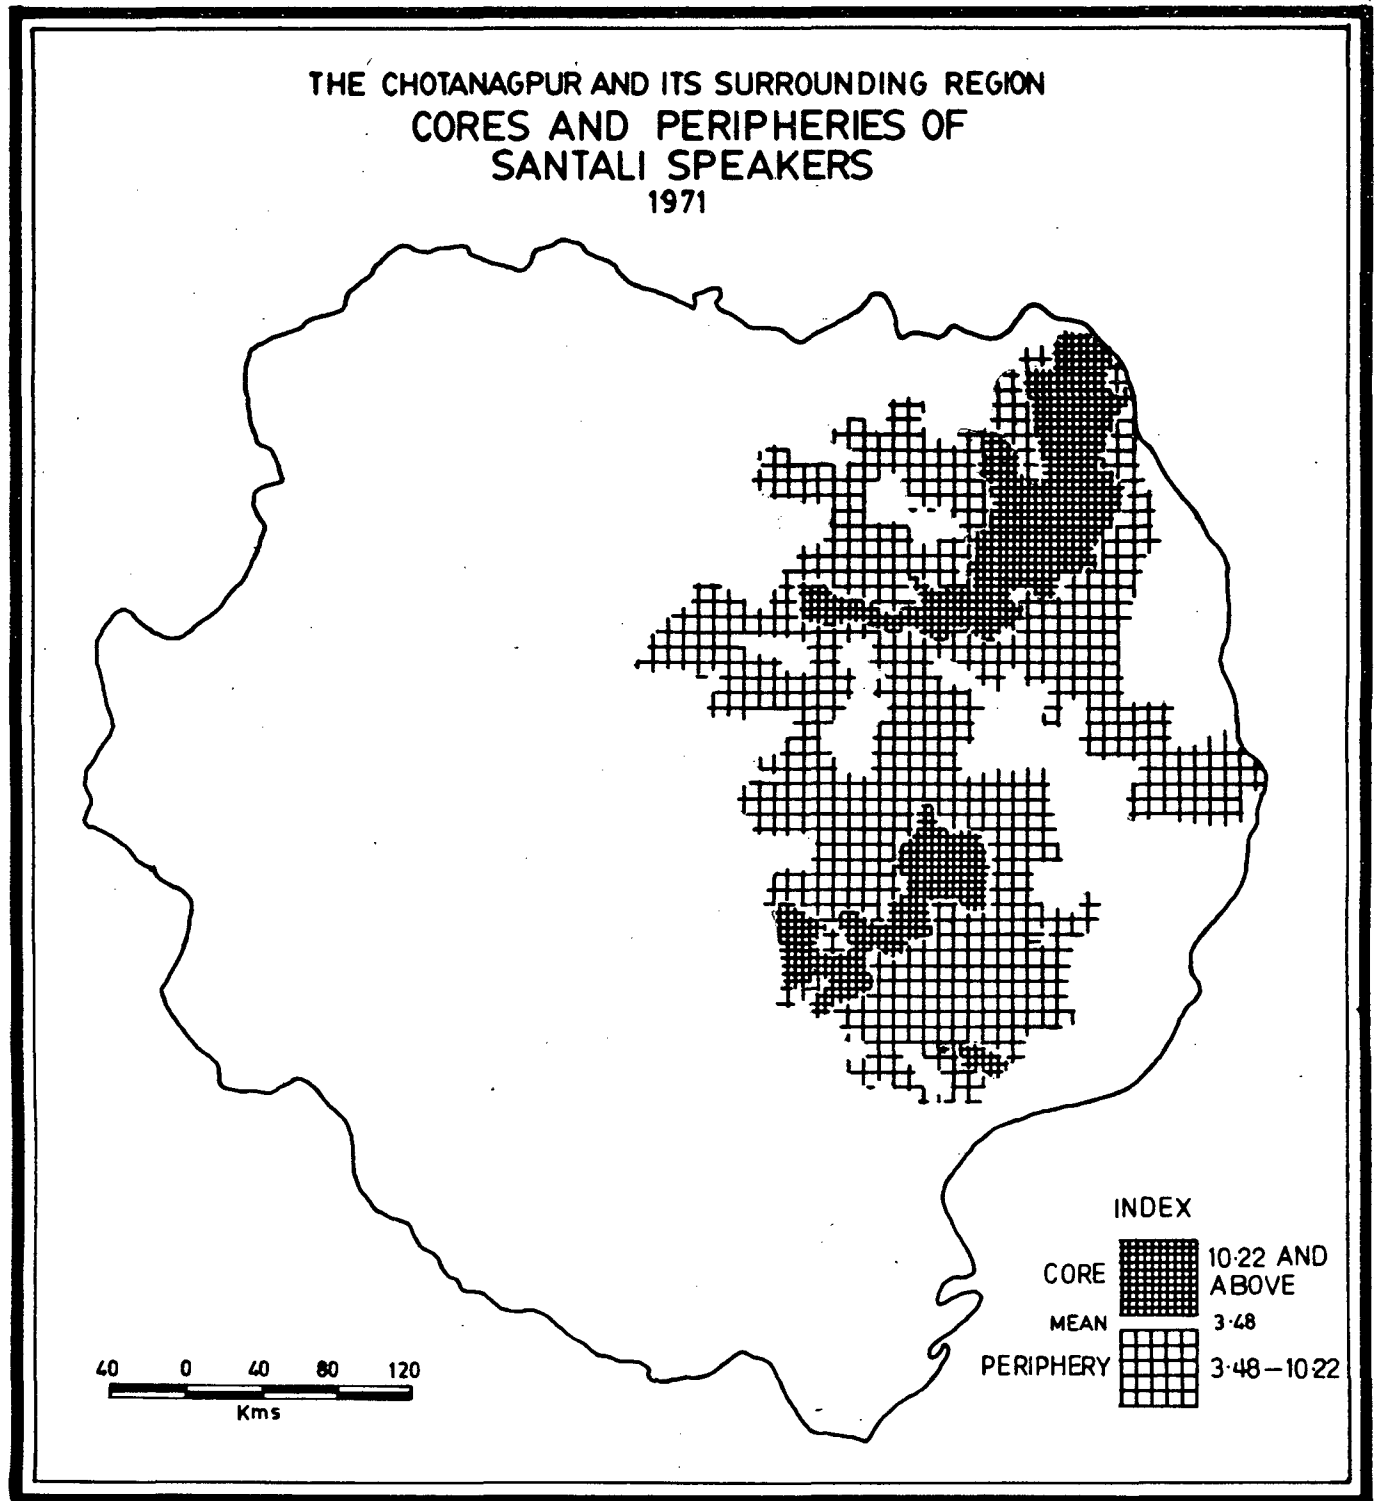 THE CHOTANAGPUR AND ITS SURROUNDING REGION
CORES AND PERIPHERIES OF
SANTALI SPEAKERS
1971
INDEX
CORE
10·22 AND
ABOVE
MEAN 3·48
PERIPHERY 3·48–10·22
40 0 40 80 120
Kms